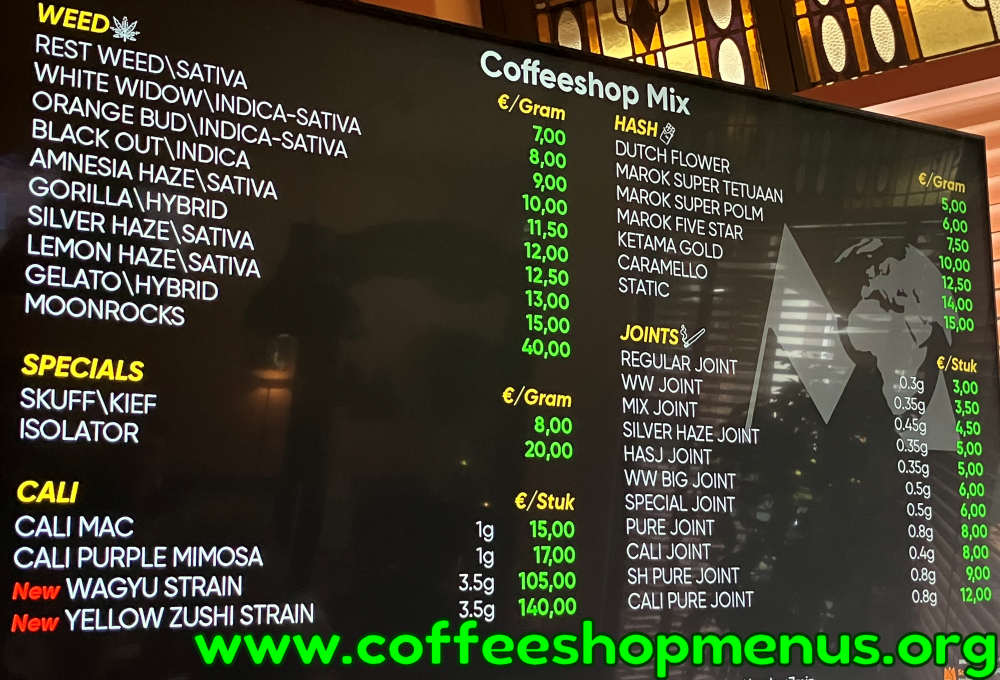 Coffeeshop Mix
WEED
€/Gram
REST WEED\SATIVA 7,00
WHITE WIDOW\INDICA-SATIVA 8,00
ORANGE BUD\INDICA-SATIVA 9,00
BLACK OUT\INDICA 10,00
AMNESIA HAZE\SATIVA 11,50
GORILLA\HYBRID 12,00
SILVER HAZE\SATIVA 12,50
LEMON HAZE\SATIVA 13,00
GELATO\HYBRID 15,00
MOONROCKS 40,00
SPECIALS €/Gram
SKUFF\KIEF 8,00
ISOLATOR 20,00
CALI €/Stuk
CALI MAC 1g 15,00
CALI PURPLE MIMOSA 1g 17,00
New WAGYU STRAIN 3.5g 105,00
New YELLOW ZUSHI STRAIN 3.5g 140,00
HASH €/Gram
DUTCH FLOWER 5,00
MAROK SUPER TETUAAN 6,00
MAROK SUPER POLM 7,50
MAROK FIVE STAR 10,00
KETAMA GOLD 12,50
CARAMELLO 14,00
STATIC 15,00
JOINTS €/Stuk
REGULAR JOINT 0.3g 3,00
WW JOINT 0.35g 3,50
MIX JOINT 0.45g 4,50
SILVER HAZE JOINT 0.35g 5,00
HASJ JOINT 0.35g 5,00
WW BIG JOINT 0.5g 6,00
SPECIAL JOINT 0.5g 6,00
PURE JOINT 0.8g 8,00
CALI JOINT 0.4g 8,00
SH PURE JOINT 0.8g 9,00
CALI PURE JOINT 0.8g 12,00
www.coffeeshopmenus.org